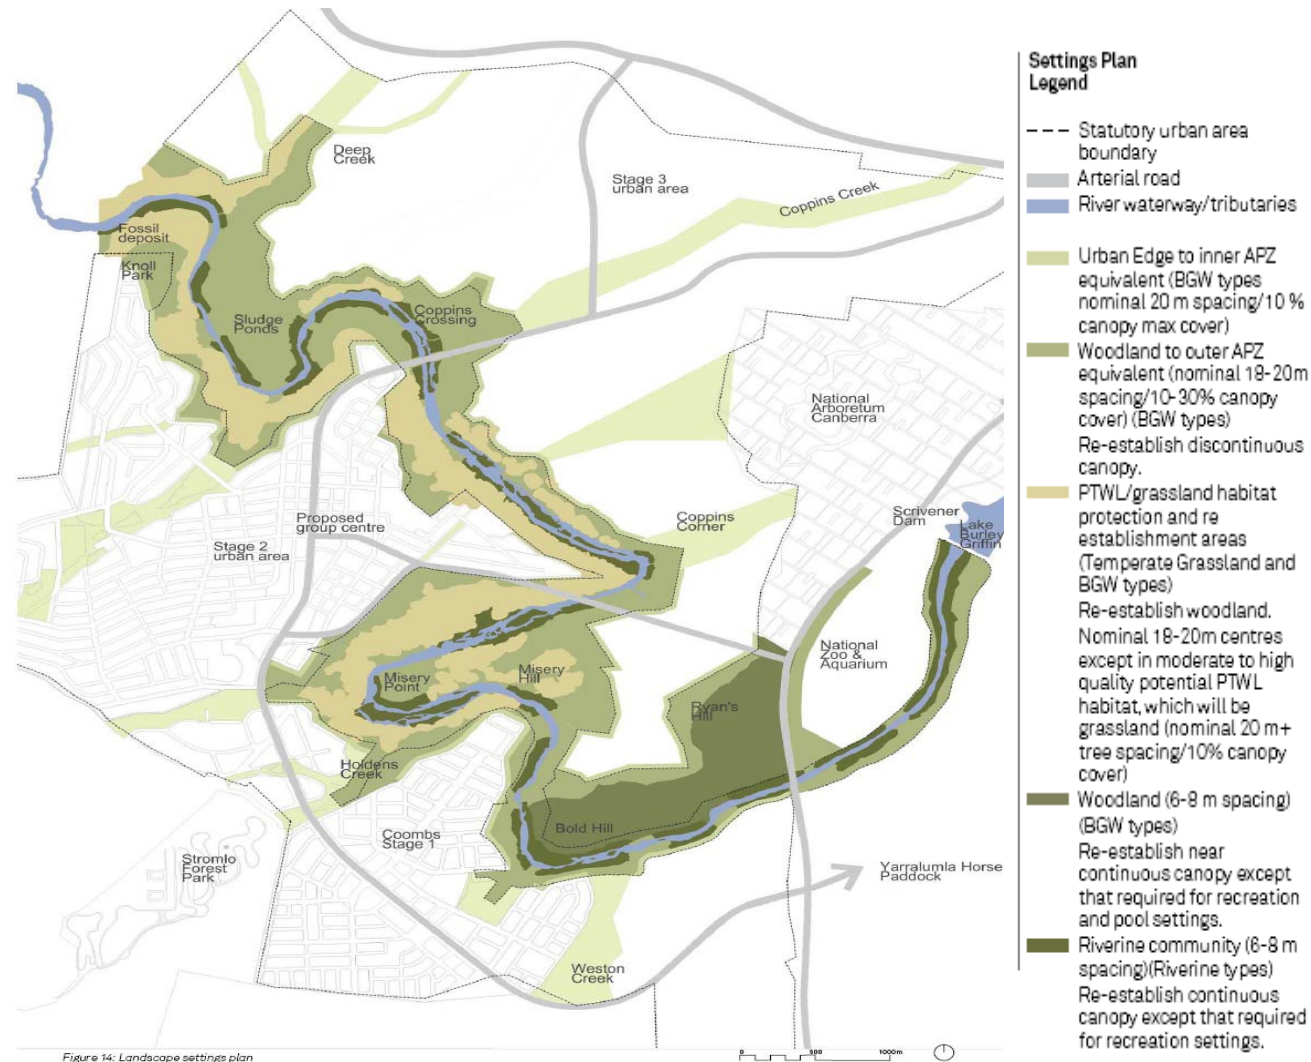 Deep
Creek
Stage 3
urban area
Coppins Creek
Fossil
deposit
Knoll
Park
Sludge
Ponds
Coppins
Crossing
National
Arboretum
Canberra
Proposed
group centre
Stage 2
urban area
Coppins
Corner
Scrivener
Dam
Lake
Burley
Griffin
National
Zoo &
Aquarium
Misery
Point
Misery
Hill
Ryan's
Hill
Holdens
Creek
Coombs
Stage 1
Bold Hill
Stromlo
Forest
Park
Yarralumla Horse
Paddock
Weston
Creek
Figure 14: Landscape settings plan
0 500 1000m
Settings Plan
Legend
Statutory urban area
boundary
Arterial road
River waterway/tributaries
Urban Edge to inner APZ
equivalent (BGW types
nominal 20 m spacing/10 %
canopy max cover)
Woodland to outer APZ
equivalent (nominal 18-20m
spacing/10-30% canopy
cover) (BGW types)
Re-establish discontinuous
canopy.
PTWL/grassland habitat
protection and re
establishment areas
(Temperate Grassland and
BGW types)
Re-establish woodland.
Nominal 18-20m centres
except in moderate to high
quality potential PTWL
habitat, which will be
grassland (nominal 20 m+
tree spacing/10% canopy
cover)
Woodland (6-8 m spacing)
(BGW types)
Re-establish near
continuous canopy except
that required for recreation
and pool settings.
Riverine community (6-8 m
spacing)(Riverine types)
Re-establish continuous
canopy except that required
for recreation settings.